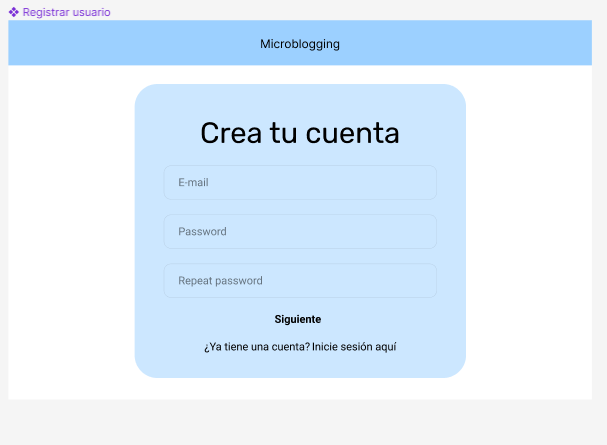 Registrar usuario
Microblogging
Crea tu cuenta
E-mail
Password
Repeat password
Siguiente
¿Ya tiene una cuenta? Inicie sesión aquí